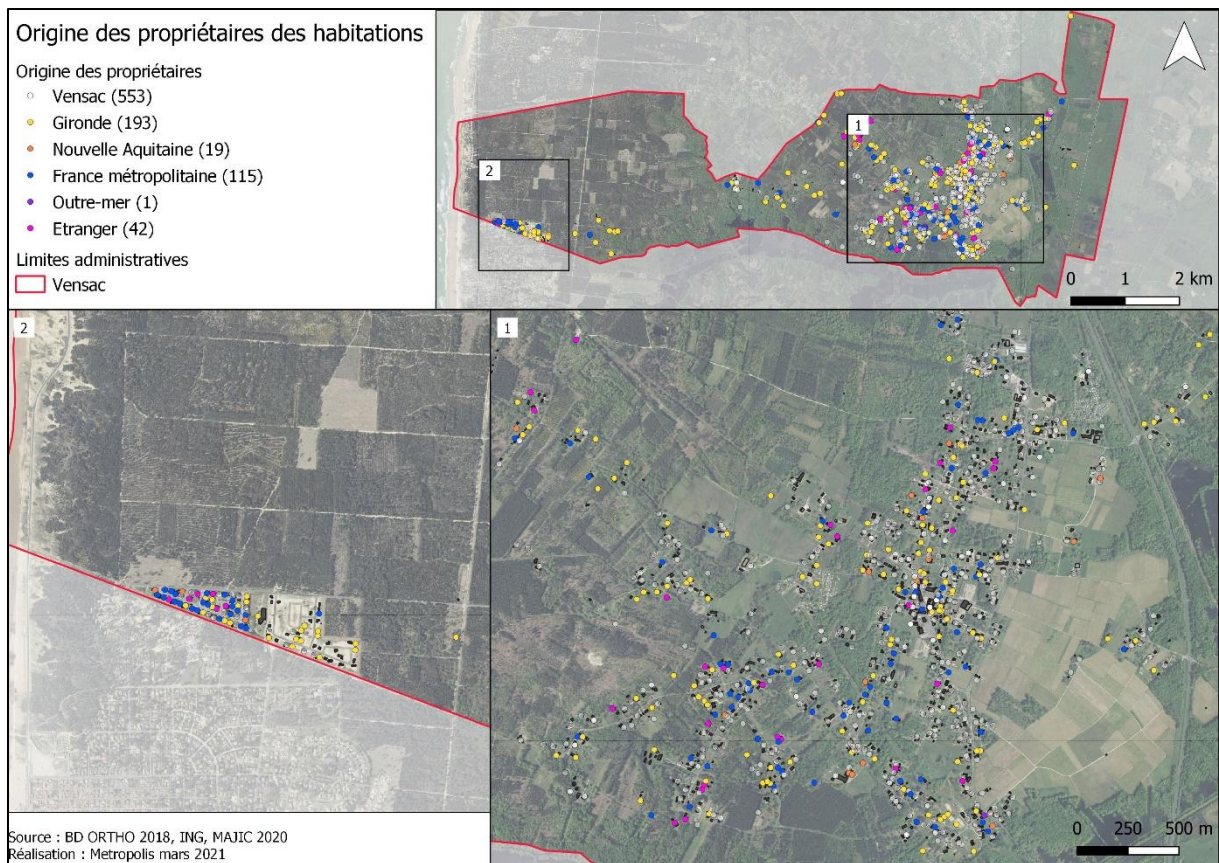 Origine des propriétaires des habitations
Origine des propriétaires
Vensac (553)
Gironde (193)
Nouvelle Aquitaine (19)
France métropolitaine (115)
Outre-mer (1)
Etranger (42)
Limites administratives
Vensac
1
2
0 1 2 km
2
1
Source : BD ORTHO 2018, ING, MAJIC 2020
Réalisation : Metropolis mars 2021
0 250 500 m